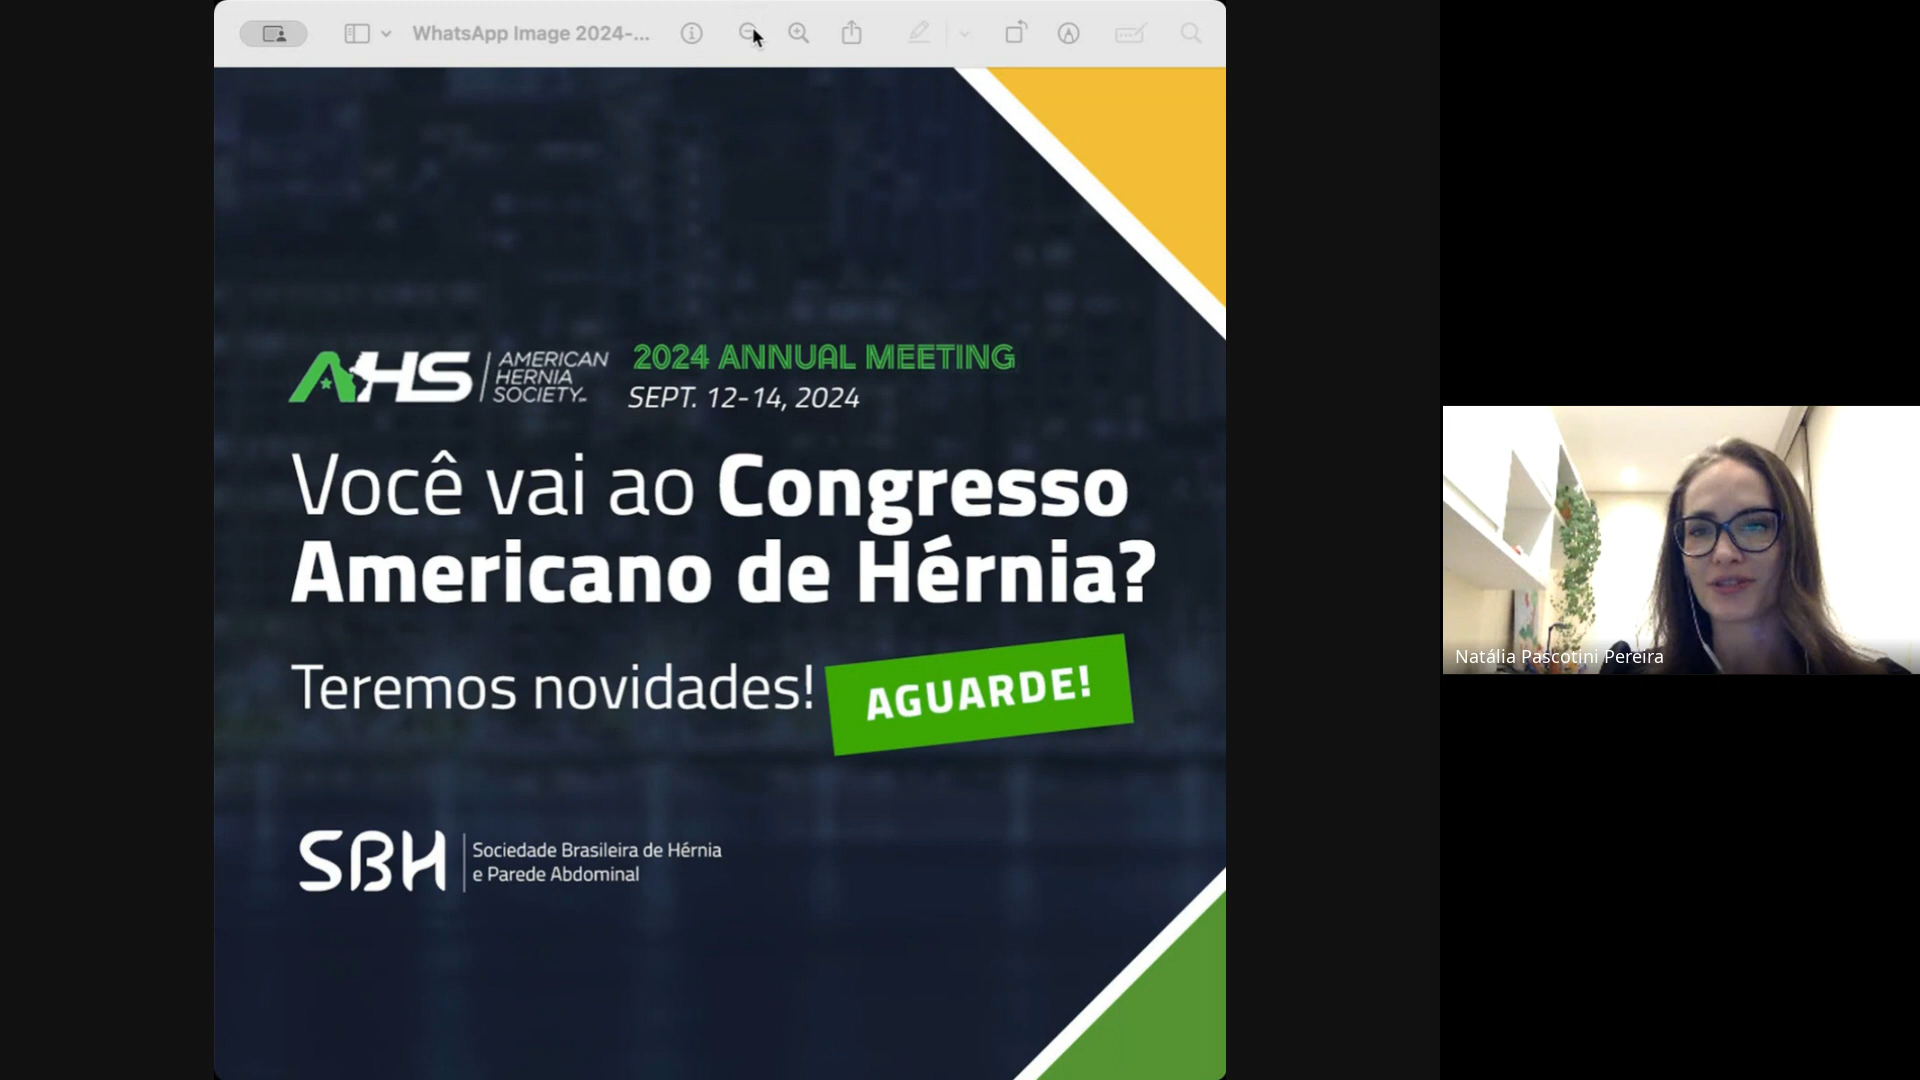 WhatsApp Image 2024-...
AHS
AMERICAN
HERNIA
SOCIETY
2024 ANNUAL MEETING
SEPT. 12-14, 2024
Você vai ao Congresso
Americano de Hérnia?
Teremos novidades!
AGUARDE!
SBH
Sociedade Brasileira de Hérnia
e Parede Abdominal
Natália Pascotini Pereira